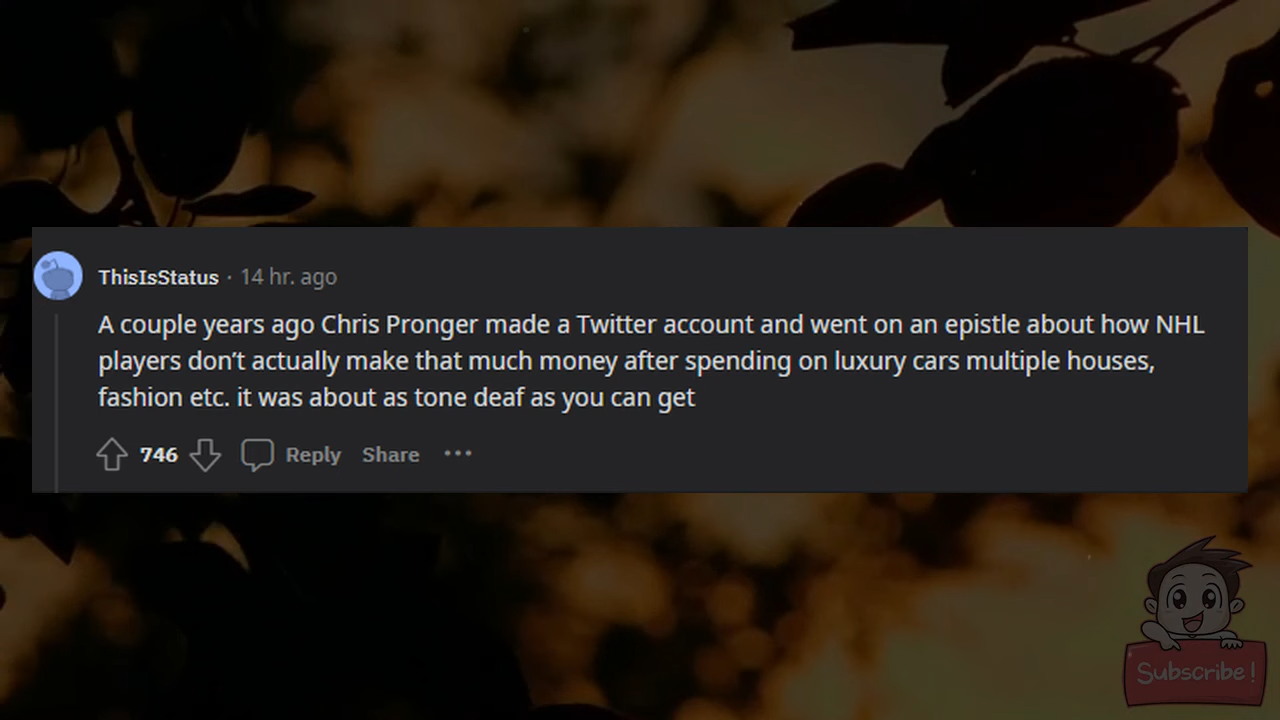 ThisIsStatus · 14 hr. ago
A couple years ago Chris Pronger made a Twitter account and went on an epistle about how NHL
players don’t actually make that much money after spending on luxury cars multiple houses,
fashion etc. it was about as tone deaf as you can get
746 Reply Share ···
Subscribe!